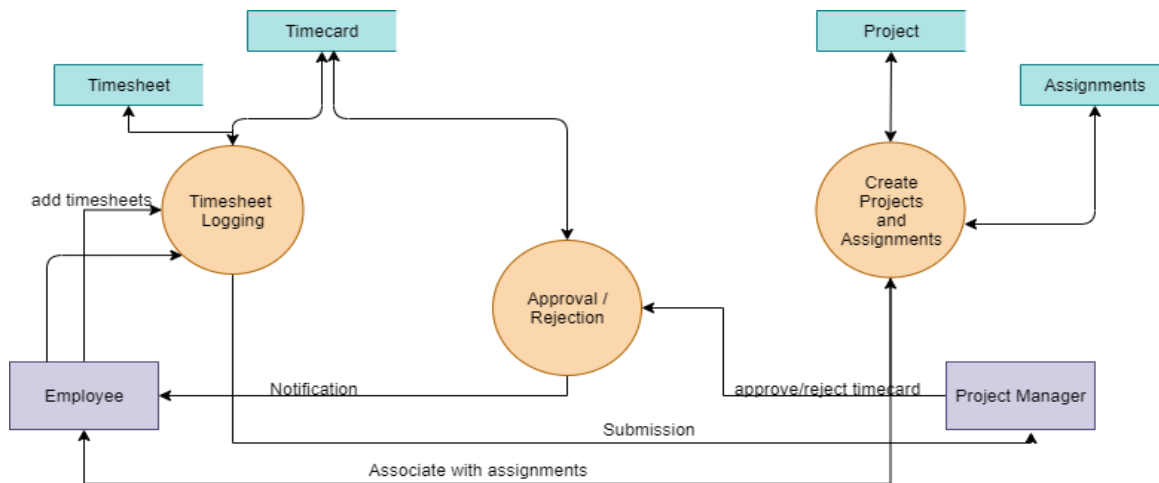 Timecard
Project
Timesheet
Assignments
add timesheets
Timesheet
Logging
Create
Projects
and
Assignments
Approval /
Rejection
Employee
Notification
approve/reject timecard
Project Manager
Submission
Associate with assignments